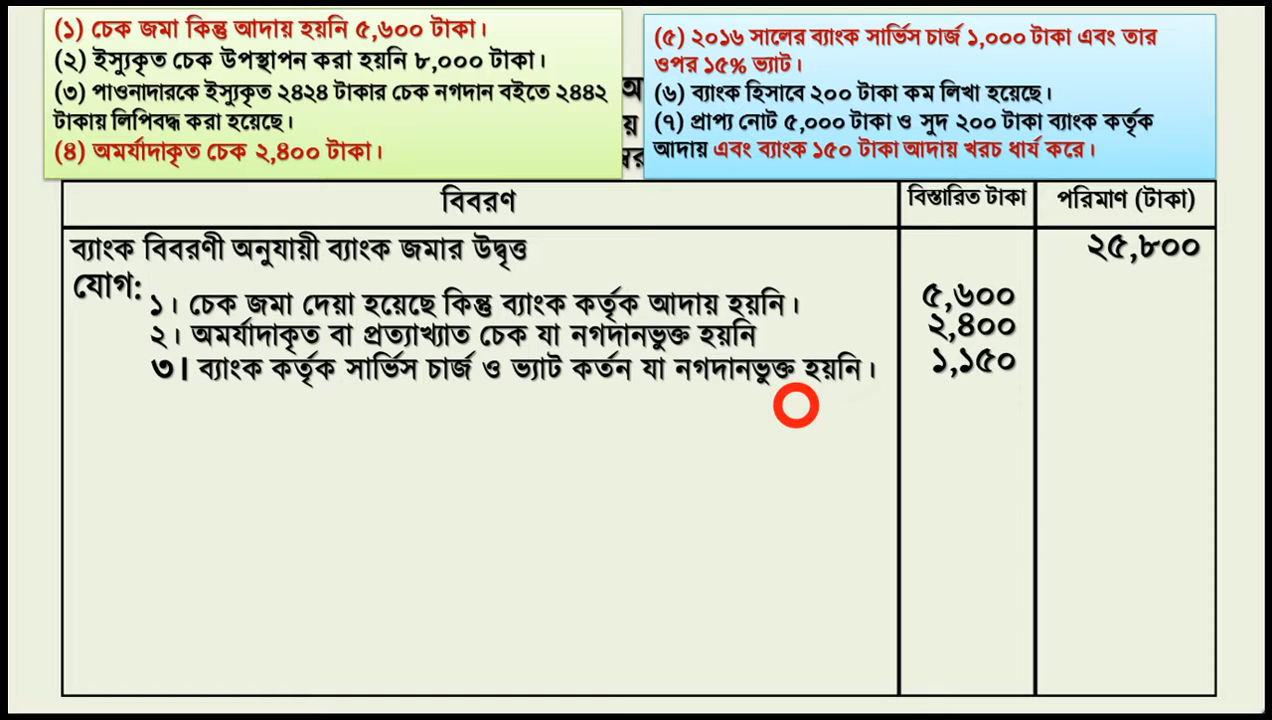 (১) চেক জমা কিন্তু আদায় হয়নি ৫,৬০০ টাকা।
(২) ইস্যুকৃত চেক উপস্থাপন করা হয়নি ৮,০০০ টাকা।
(৩) পাওনাদারকে ইস্যুকৃত ২৪২৪ টাকার চেক নগদান বইতে ২৪৪২
টাকায় লিপিবদ্ধ করা হয়েছে।
(৪) অমর্যাদাকৃত চেক ২,৪০০ টাকা।
(৫) ২০১৬ সালের ব্যাংক সার্ভিস চার্জ ১,০০০ টাকা এবং তার
ওপর ১৫% ভ্যাট।
(৬) ব্যাংক হিসাবে ২০০ টাকা কম লিখা হয়েছে।
(৭) প্রাপ্য নোট ৫,০০০ টাকা ও সুদ ২০০ টাকা ব্যাংক কর্তৃক
আদায় এবং ব্যাংক ১৫০ টাকা আদায় খরচ ধার্য করে।
বিবরণ বিস্তারিত টাকা পরিমাণ (টাকা)
ব্যাংক বিবরণী অনুযায়ী ব্যাংক জমার উদ্বৃত্ত ২৫,৮০০
যোগ:
১। চেক জমা দেয়া হয়েছে কিন্তু ব্যাংক কর্তৃক আদায় হয়নি। ৫,৬০০
২। অমর্যাদাকৃত বা প্রত্যাখ্যাত চেক যা নগদানভুক্ত হয়নি ২,৪০০
৩। ব্যাংক কর্তৃক সার্ভিস চার্জ ও ভ্যাট কর্তন যা নগদানভুক্ত হয়নি। ১,১৫০